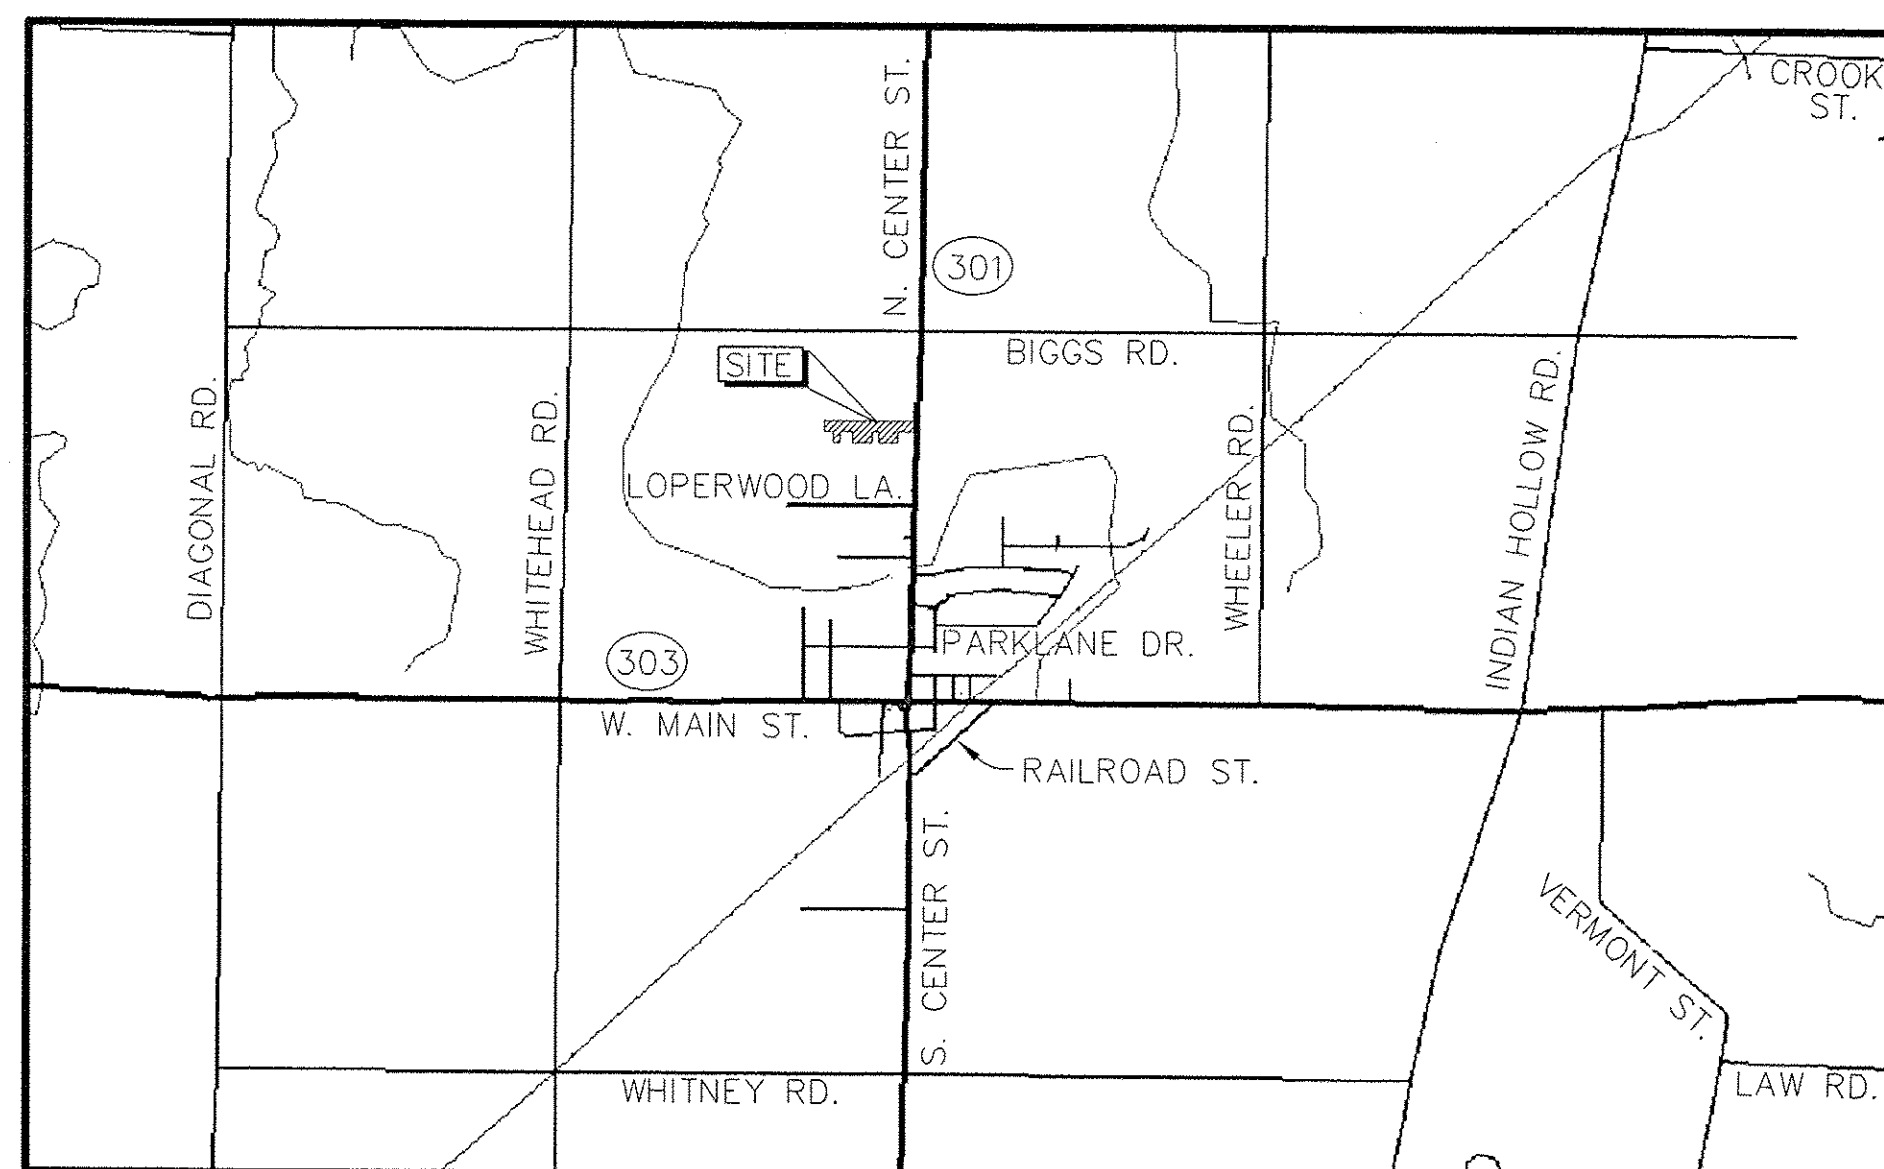 CROOK
ST.
N. CENTER ST.
301
BIGGS RD.
SITE
DIAGONAL RD.
WHITEHEAD RD.
LOPERWOOD LA.
WHEELER RD.
INDIAN HOLLOW RD.
PARKLANE DR.
303
W. MAIN ST.
RAILROAD ST.
S. CENTER ST.
VERMONT ST.
WHITNEY RD.
LAW RD.